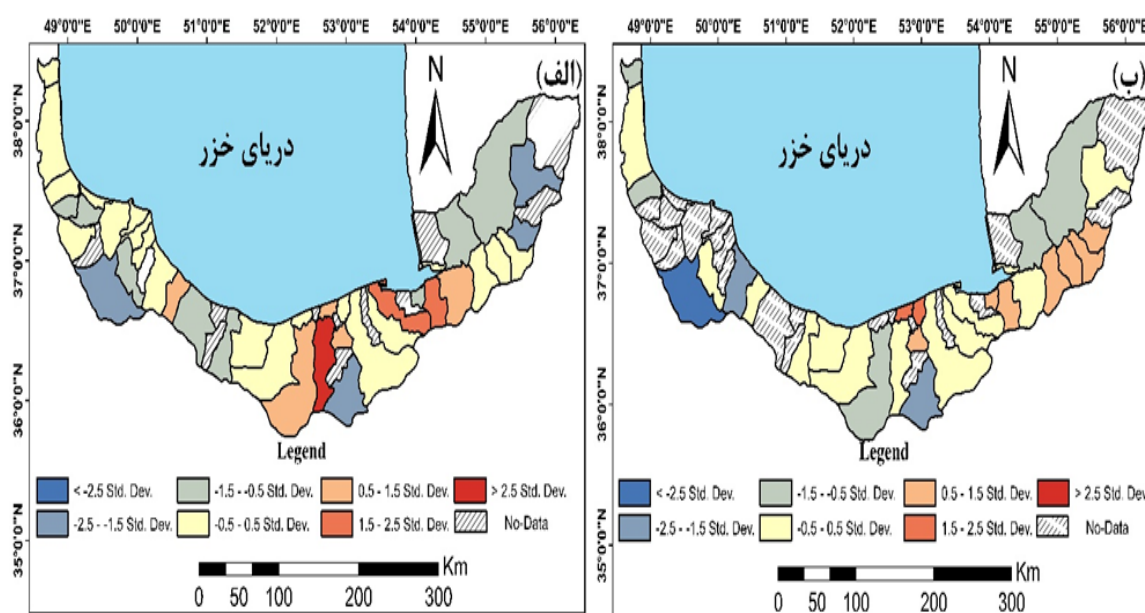 49°0'0"E 50°0'0"E 51°0'0"E 52°0'0"E 53°0'0"E 54°0'0"E 55°0'0"E 56°0'0"E
(الف)
N
38°0'0"N
دریای خزر
37°0'0"N
36°0'0"N
35°0'0"N
Legend
< -2.5 Std. Dev.
-1.5 - -0.5 Std. Dev.
0.5 - 1.5 Std. Dev.
> 2.5 Std. Dev.
-2.5 - -1.5 Std. Dev.
-0.5 - 0.5 Std. Dev.
1.5 - 2.5 Std. Dev.
No-Data
Km
0 50 100 200 300
49°0'0"E 50°0'0"E 51°0'0"E 52°0'0"E 53°0'0"E 54°0'0"E 55°0'0"E 56°0'0"E
(ب)
N
38°0'0"N
دریای خزر
37°0'0"N
36°0'0"N
35°0'0"N
Legend
< -2.5 Std. Dev.
-1.5 - -0.5 Std. Dev.
0.5 - 1.5 Std. Dev.
> 2.5 Std. Dev.
-2.5 - -1.5 Std. Dev.
-0.5 - 0.5 Std. Dev.
1.5 - 2.5 Std. Dev.
No-Data
Km
0 50 100 200 300